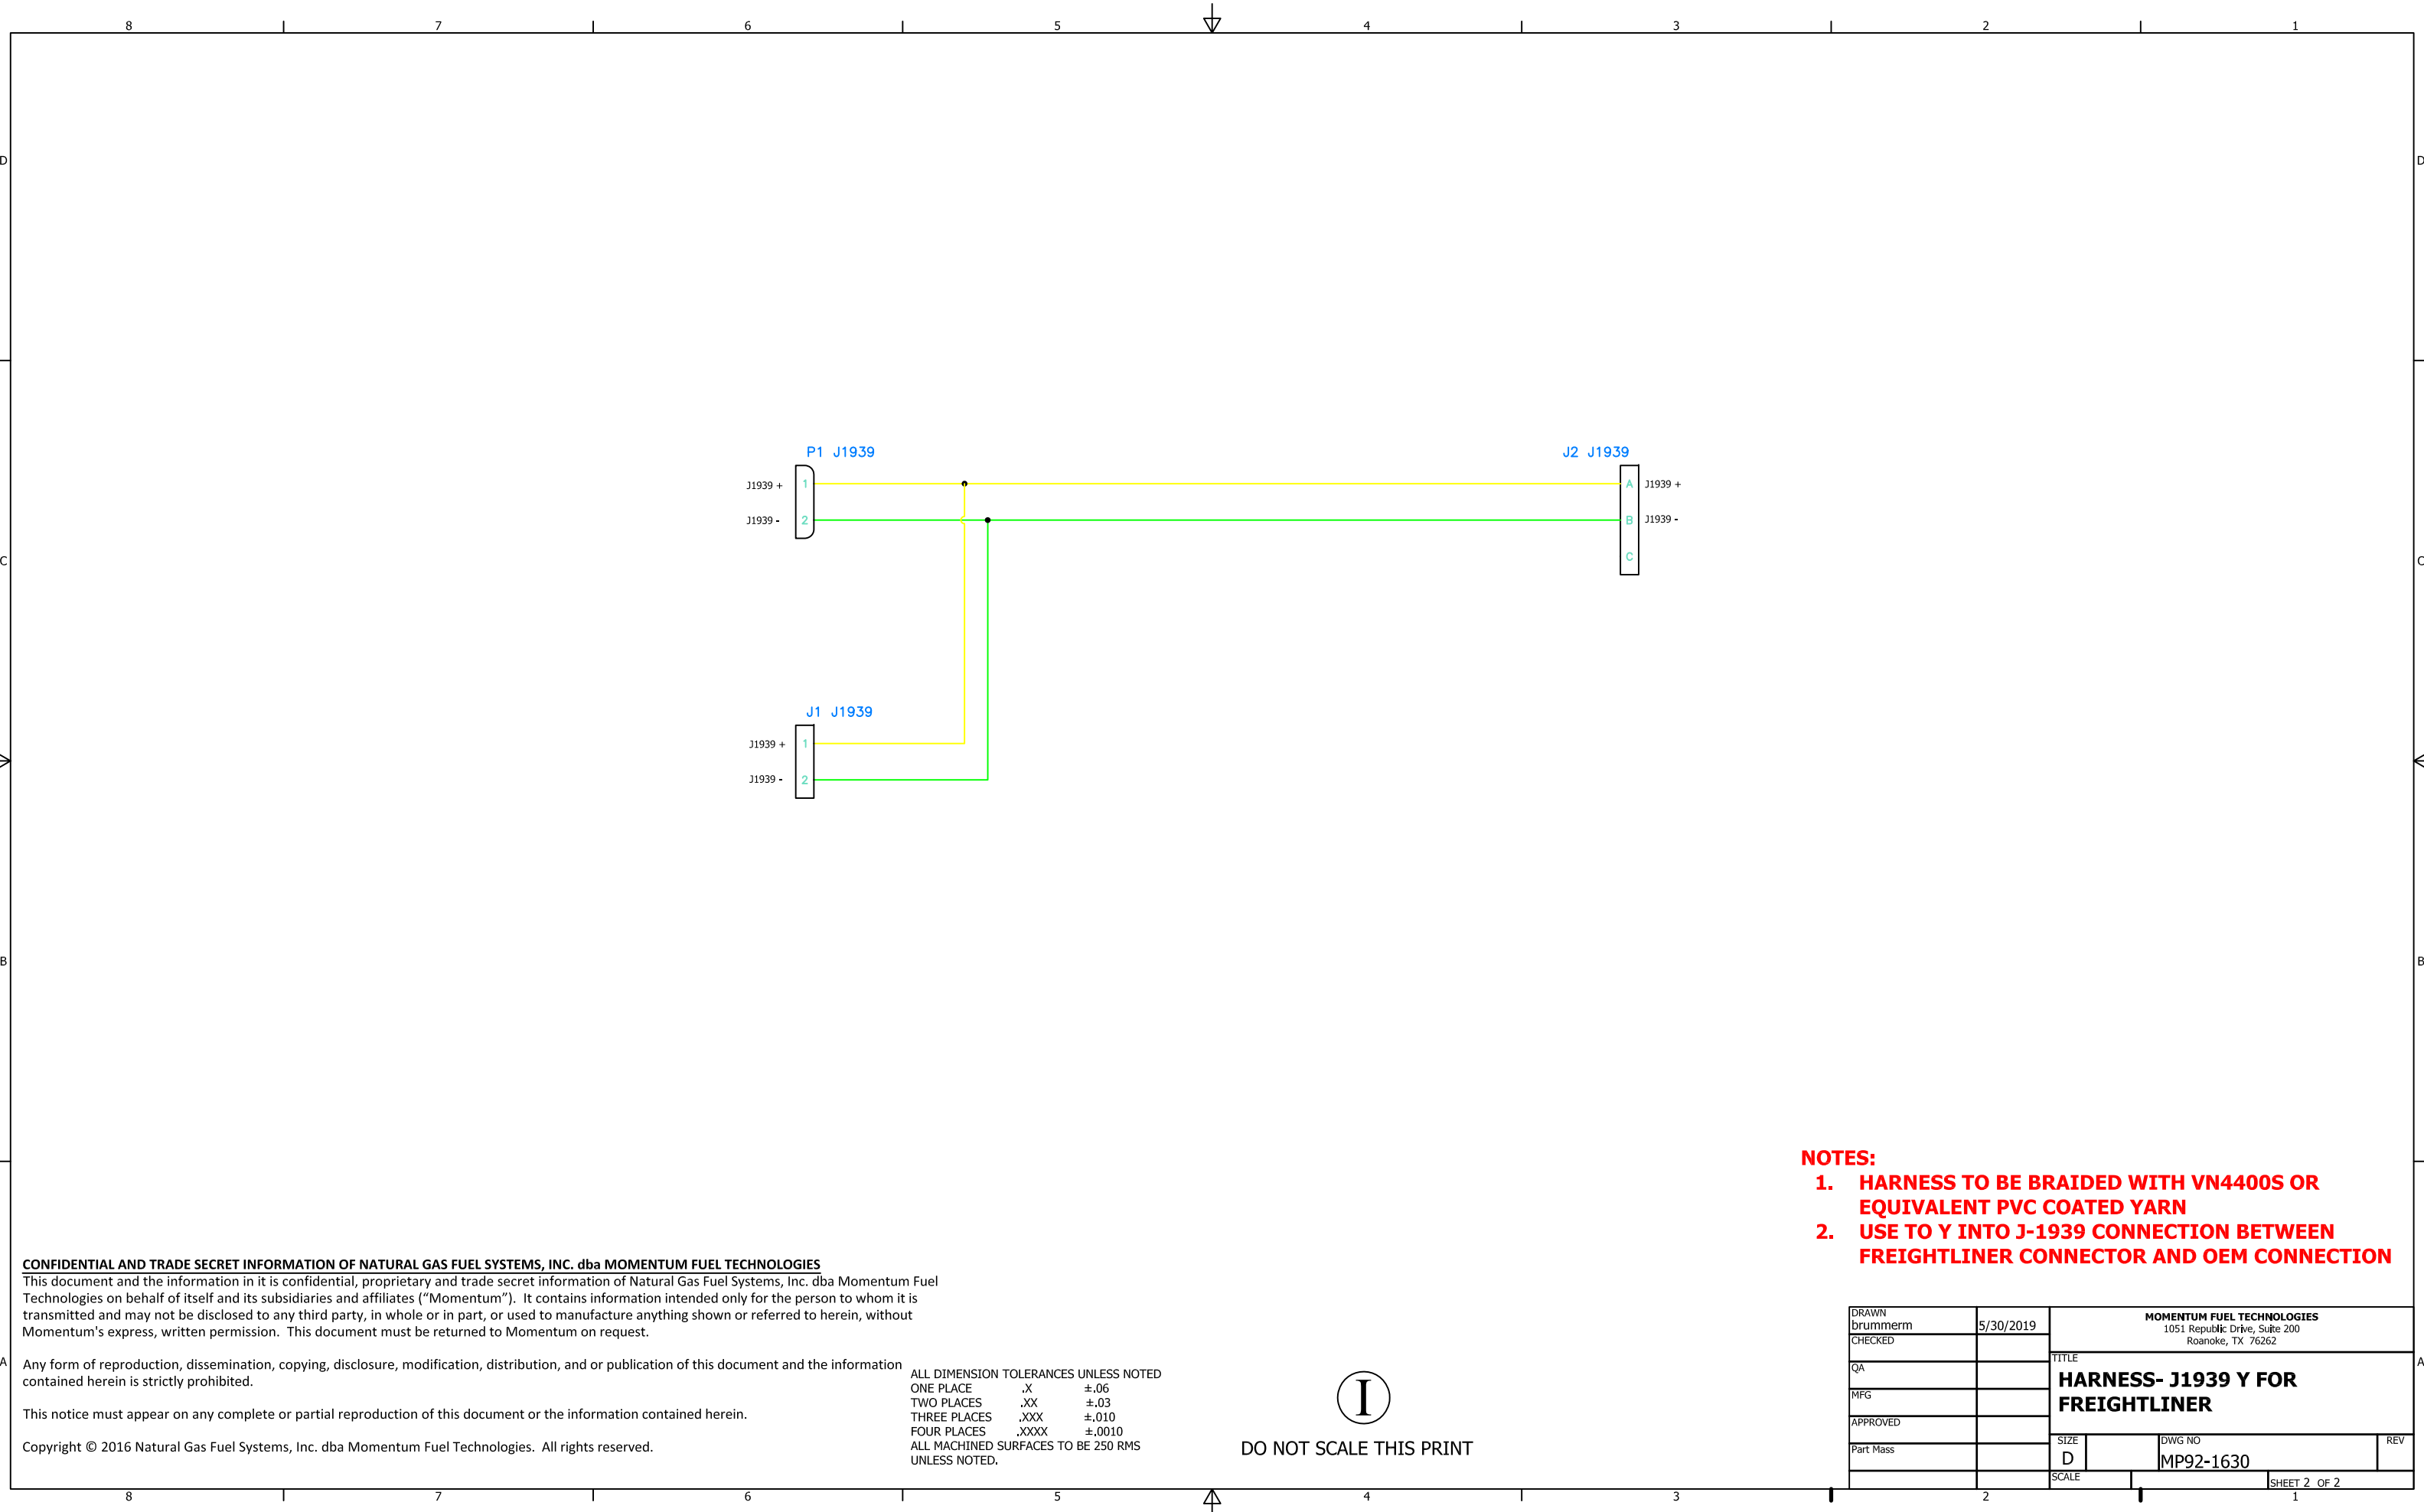 8 7 6 5 4 3 2 1
D D
P1 J1939
J2 J1939
J1939 + 1
A J1939 +
J1939 - 2
B J1939 -
C
C C
J1 J1939
J1939 + 1
J1939 - 2
B B
NOTES:
1. HARNESS TO BE BRAIDED WITH VN4400S OR
EQUIVALENT PVC COATED YARN
2. USE TO Y INTO J-1939 CONNECTION BETWEEN
FREIGHTLINER CONNECTOR AND OEM CONNECTION
CONFIDENTIAL AND TRADE SECRET INFORMATION OF NATURAL GAS FUEL SYSTEMS, INC. dba MOMENTUM FUEL TECHNOLOGIES
This document and the information in it is confidential, proprietary and trade secret information of Natural Gas Fuel Systems, Inc. dba Momentum Fuel
Technologies on behalf of itself and its subsidiaries and affiliates (“Momentum”).  It contains information intended only for the person to whom it is
transmitted and may not be disclosed to any third party, in whole or in part, or used to manufacture anything shown or referred to herein, without
Momentum's express, written permission.  This document must be returned to Momentum on request.
Any form of reproduction, dissemination, copying, disclosure, modification, distribution, and or publication of this document and the information
contained herein is strictly prohibited.
This notice must appear on any complete or partial reproduction of this document or the information contained herein.
Copyright © 2016 Natural Gas Fuel Systems, Inc. dba Momentum Fuel Technologies.  All rights reserved.
A A
ALL DIMENSION TOLERANCES UNLESS NOTED
ONE PLACE .X ±.06
TWO PLACES .XX ±.03
THREE PLACES .XXX ±.010
FOUR PLACES .XXXX ±.0010
ALL MACHINED SURFACES TO BE 250 RMS
UNLESS NOTED.
I
DO NOT SCALE THIS PRINT
DRAWN
brummerm 5/30/2019
CHECKED
QA
MFG
APPROVED
Part Mass
MOMENTUM FUEL TECHNOLOGIES
1051 Republic Drive, Suite 200
Roanoke, TX 76262
TITLE
HARNESS- J1939 Y FOR
FREIGHTLINER
SIZE
D
DWG NO
MP92-1630
REV
SCALE
SHEET 2 OF 2
8 7 6 5 4 3 2 1